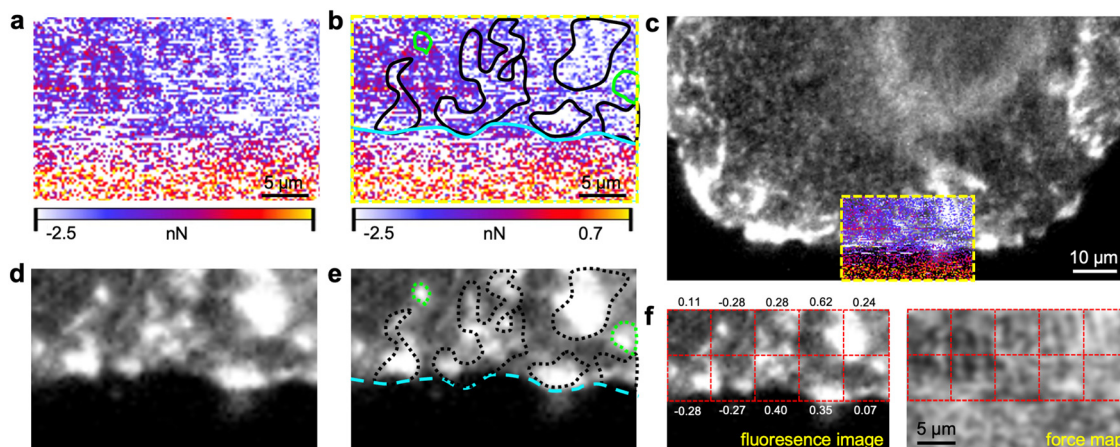 a
b
c
5 µm
5 µm
-2.5
nN
-2.5
nN
0.7
10 µm
d
e
f
0.11 -0.28 0.28 0.62 0.24
-0.28 -0.27 0.40 0.35 0.07
fluoresence image
5 µm
force map